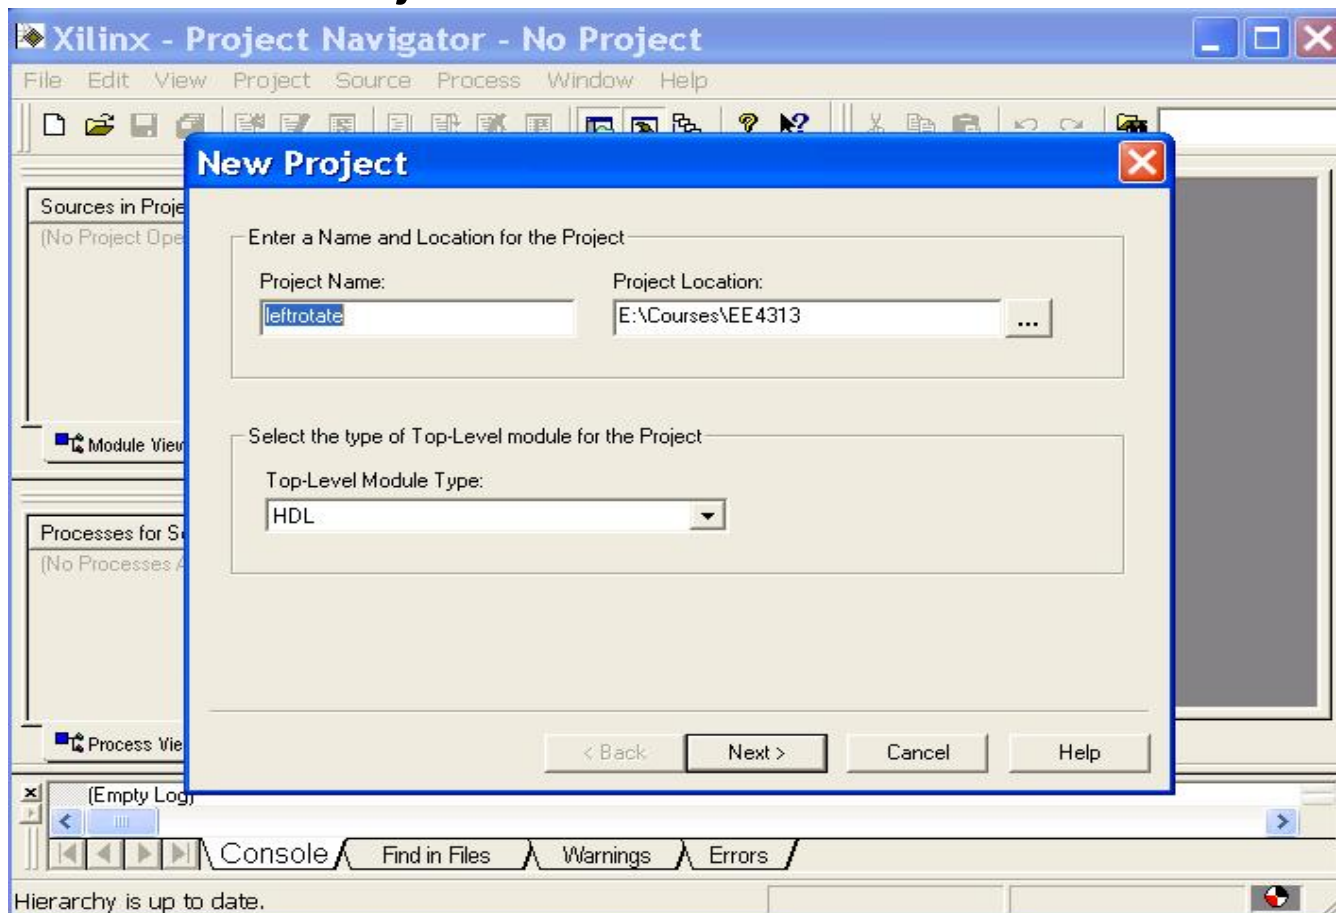 Xilinx - Project Navigator - No Project
File Edit View Project Source Process Window Help
New Project
Sources in Proje
(No Project Ope
Enter a Name and Location for the Project
Project Name: Project Location:
leftrotate E:\Courses\EE4313 ...
Module View
Select the type of Top-Level module for the Project
Top-Level Module Type:
HDL
Processes for S
(No Processes A
Process Vie
< Back Next > Cancel Help
(Empty Log)
Console Find in Files Warnings Errors
Hierarchy is up to date.